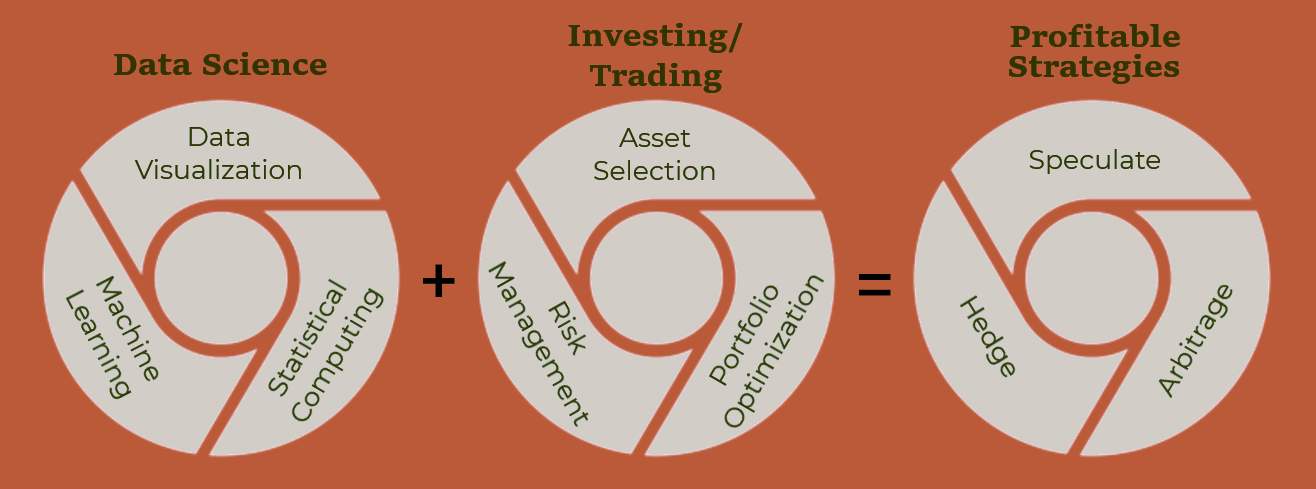 Data Science
Data
Visualization
Machine
Learning
Statistical
Computing
+
Investing/
Trading
Asset
Selection
Risk
Management
Portfolio
Optimization
=
Profitable
Strategies
Speculate
Hedge
Arbitrage